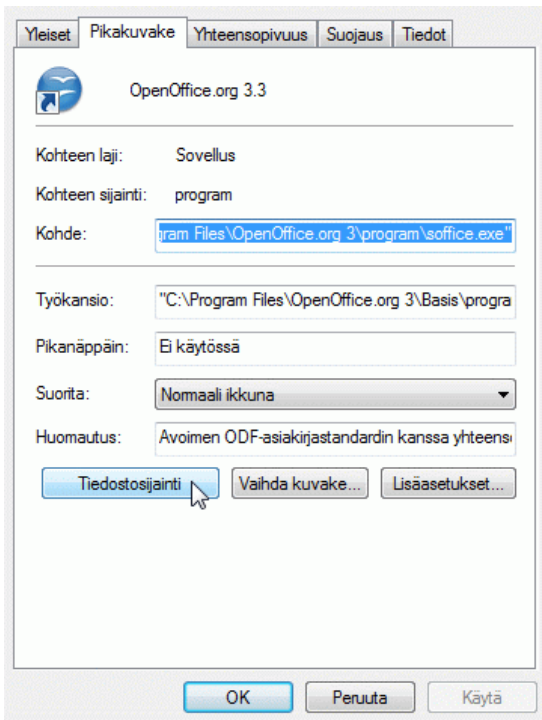 Yleiset Pikakuvake Yhteensopivuus Suojaus Tiedot
OpenOffice.org 3.3
Kohteen laji: Sovellus
Kohteen sijainti: program
Kohde: gram Files\OpenOffice.org 3\program\soffice.exe"
Työkansio: "C:\Program Files\OpenOffice.org 3\Basis\progra
Pikanäppäin: Ei käytössä
Suorita: Normaali ikkuna
Huomautus: Avoimen ODF-asiakirjastandardin kanssa yhteens
Tiedostosijainti Vaihda kuvake... Lisäasetukset...
OK Peruuta Käytä